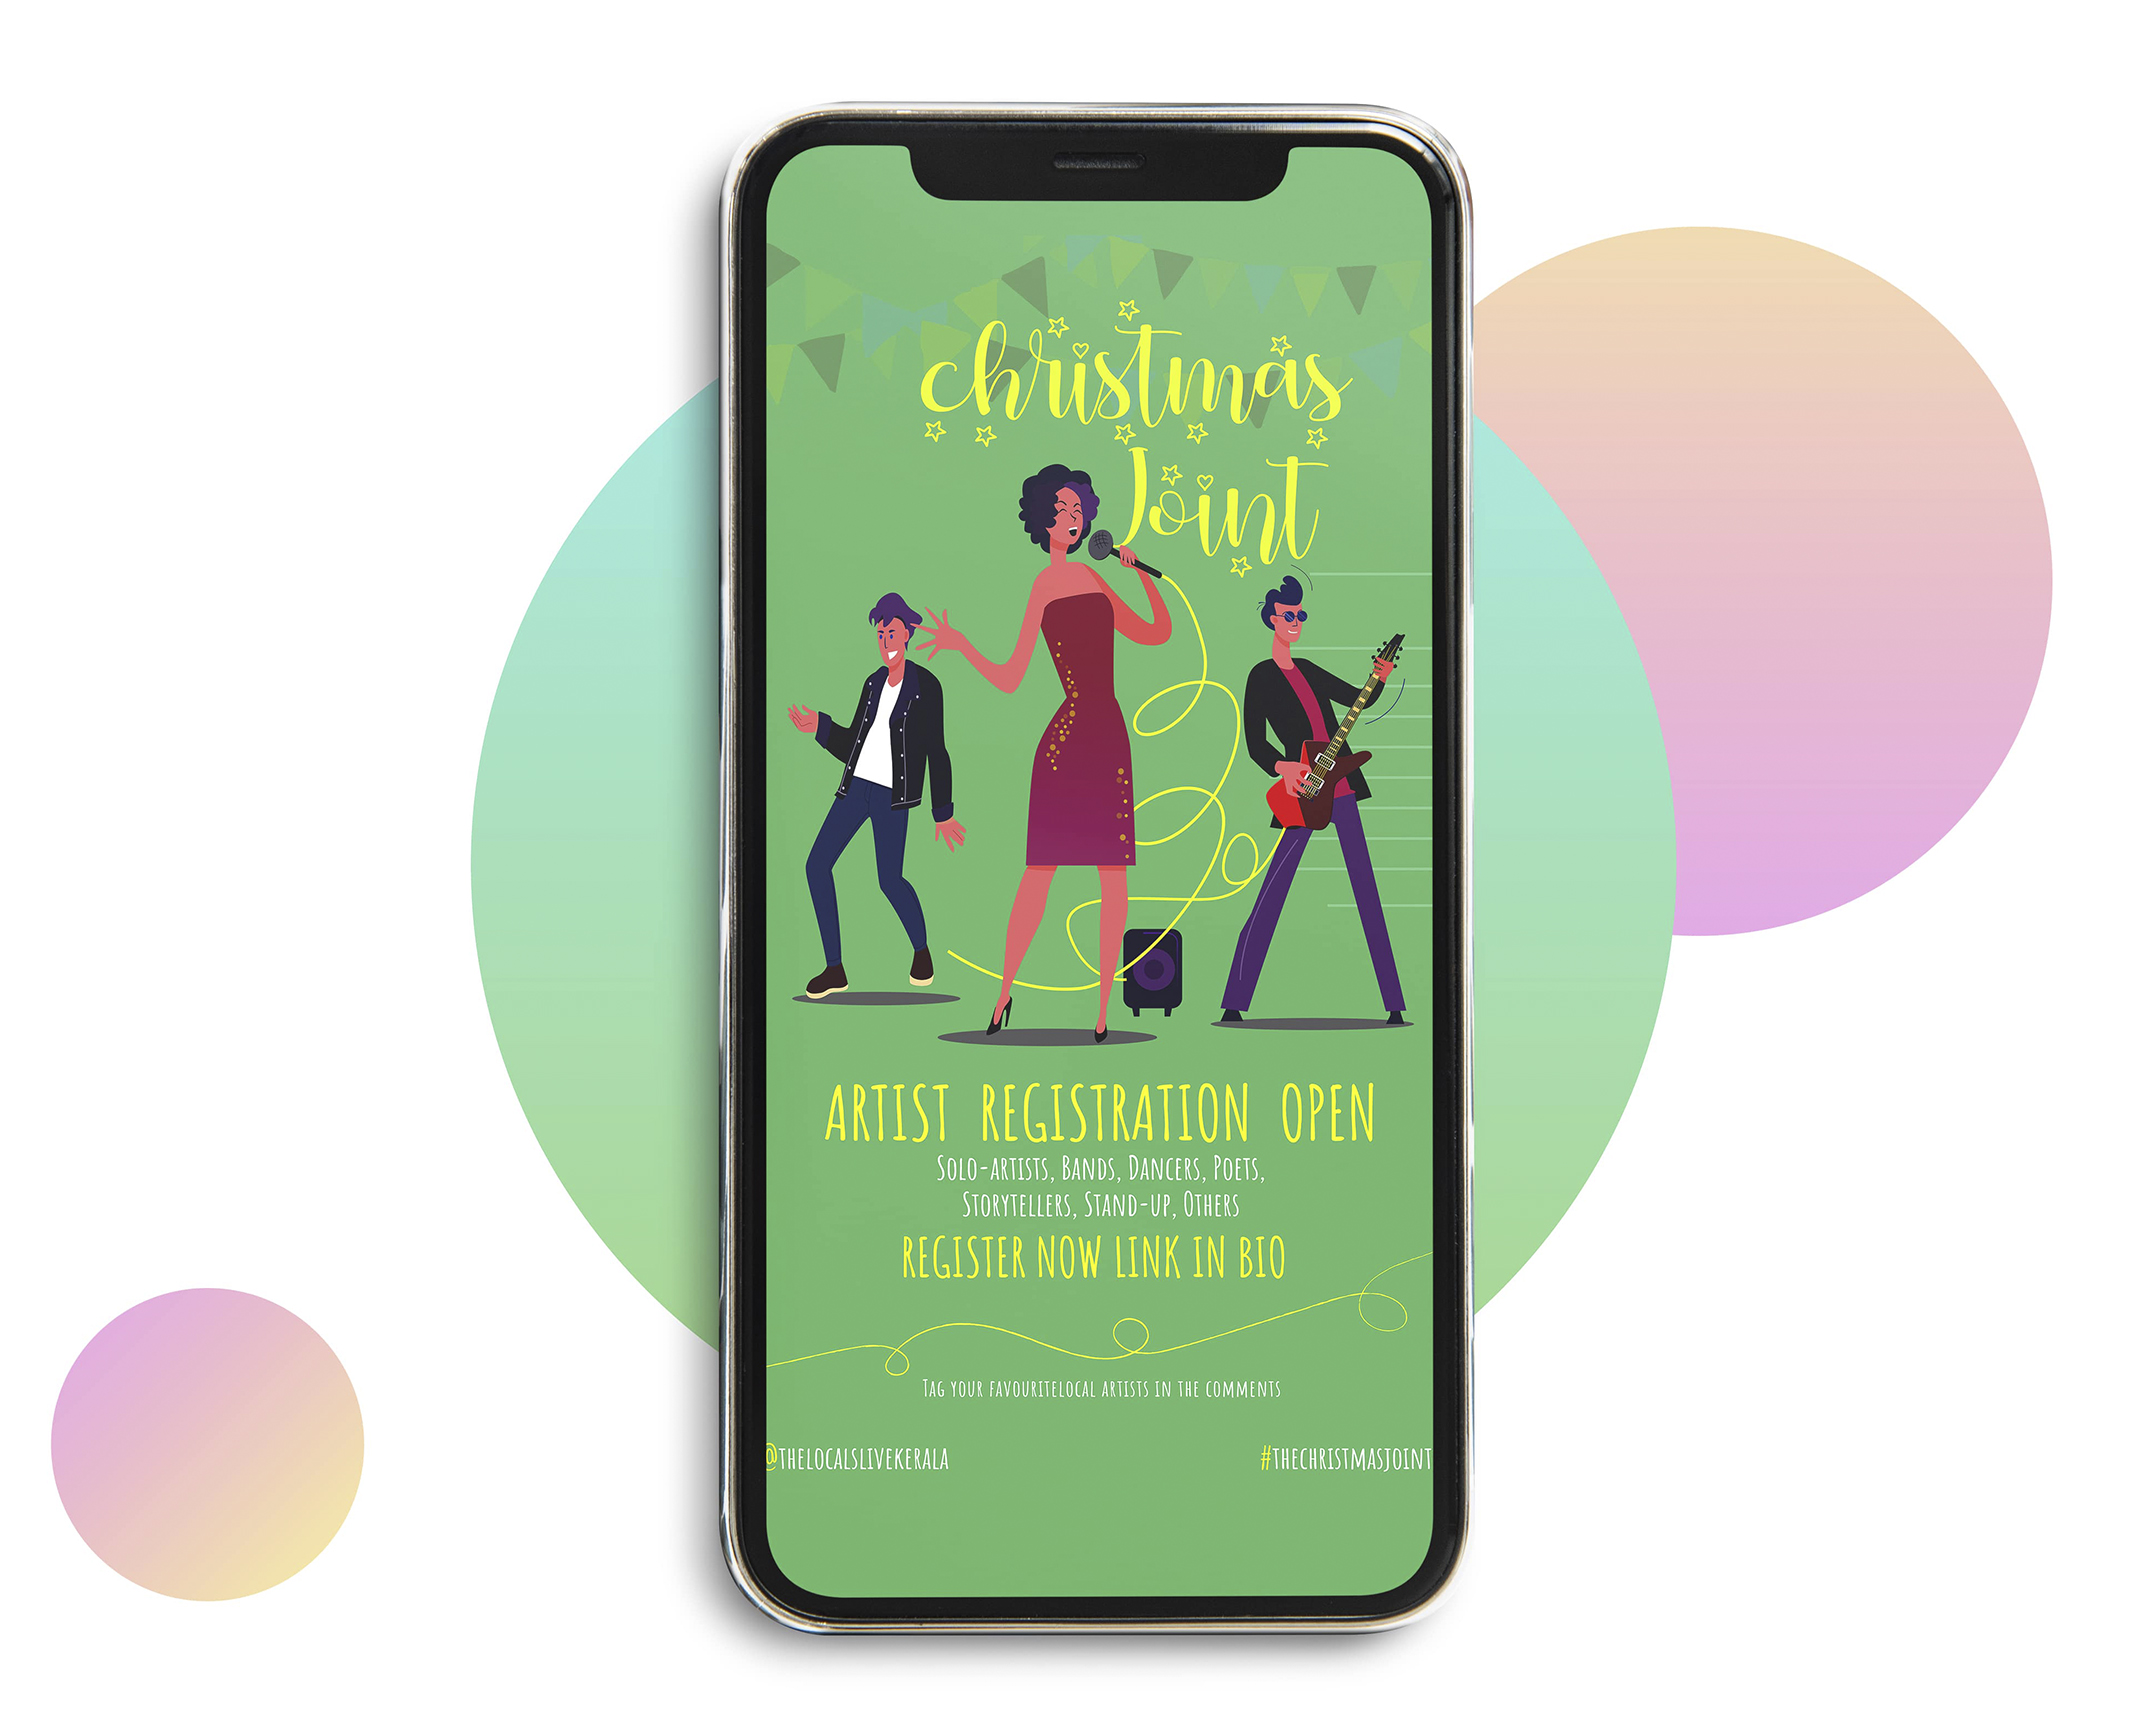 christmas
Joint
ARTIST REGISTRATION OPEN
SOLO-ARTISTS, BANDS, DANCERS, POETS,
STORYTELLERS, STAND-UP, OTHERS
REGISTER NOW LINK IN BIO
TAG YOUR FAVOURITELOCAL ARTISTS IN THE COMMENTS
@THELOCALSLIVEKERALA
#THECHRISTMASJOINT